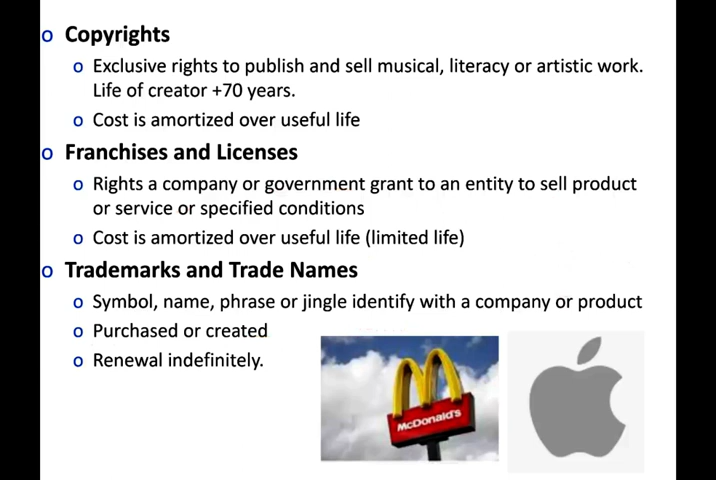 o Copyrights
o Exclusive rights to publish and sell musical, literacy or artistic work.
Life of creator +70 years.
o Cost is amortized over useful life
o Franchises and Licenses
o Rights a company or government grant to an entity to sell product
or service or specified conditions
o Cost is amortized over useful life (limited life)
o Trademarks and Trade Names
o Symbol, name, phrase or jingle identify with a company or product
o Purchased or created
o Renewal indefinitely.
McDonald's